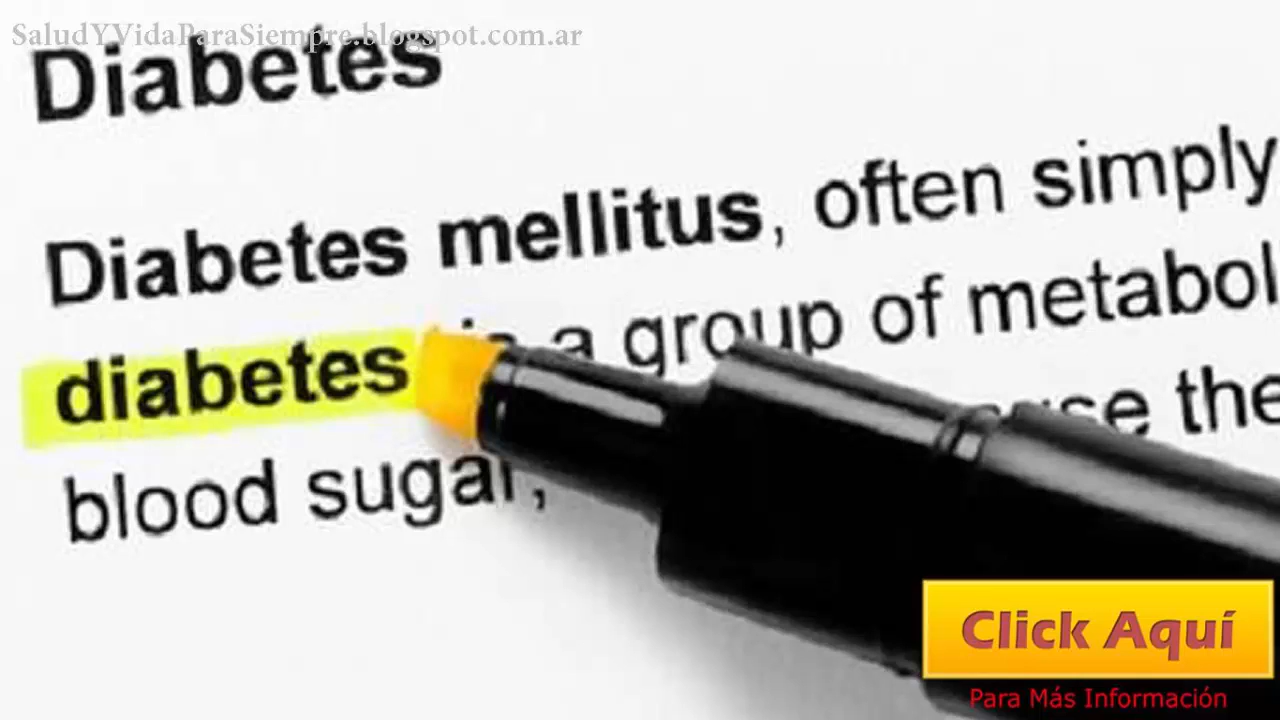 SaludYVidaParaSiempre.blogspot.com.ar
Diabetes
Diabetes mellitus, often simply
diabetes is a group of
the
blood sugar,
Click Aquí
Para Más Información